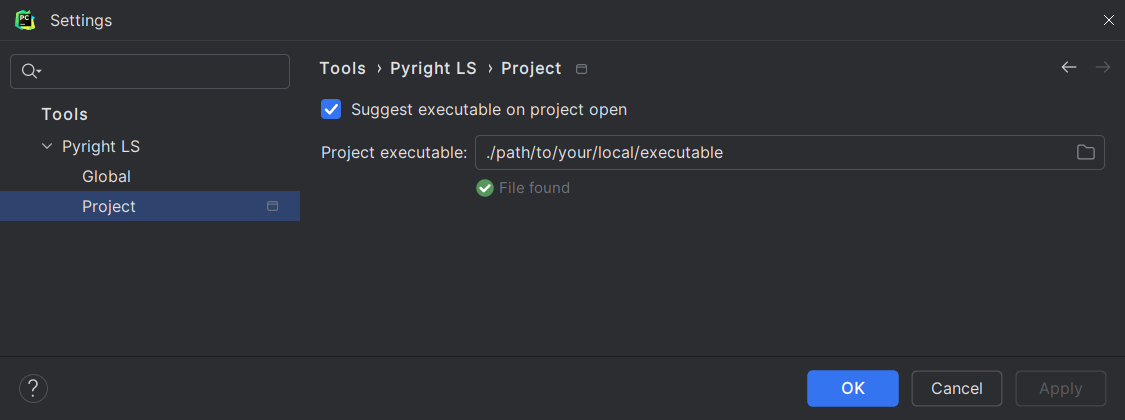 PC
Settings
Tools › Pyright LS › Project
Tools
Pyright LS
Global
Project
Suggest executable on project open
Project executable: ./path/to/your/local/executable
File found
?
OK Cancel Apply